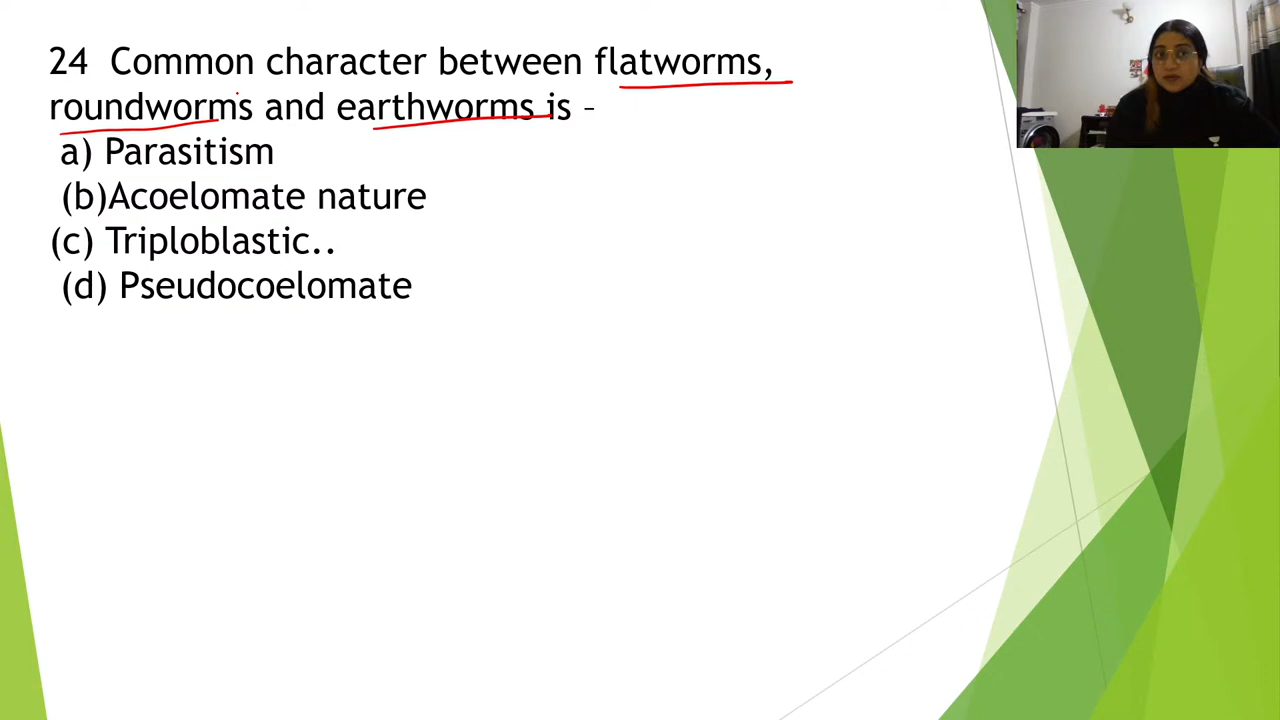 24 Common character between flatworms,
roundworms and earthworms is –
a) Parasitism
(b)Acoelomate nature
(c) Triploblastic..
(d) Pseudocoelomate